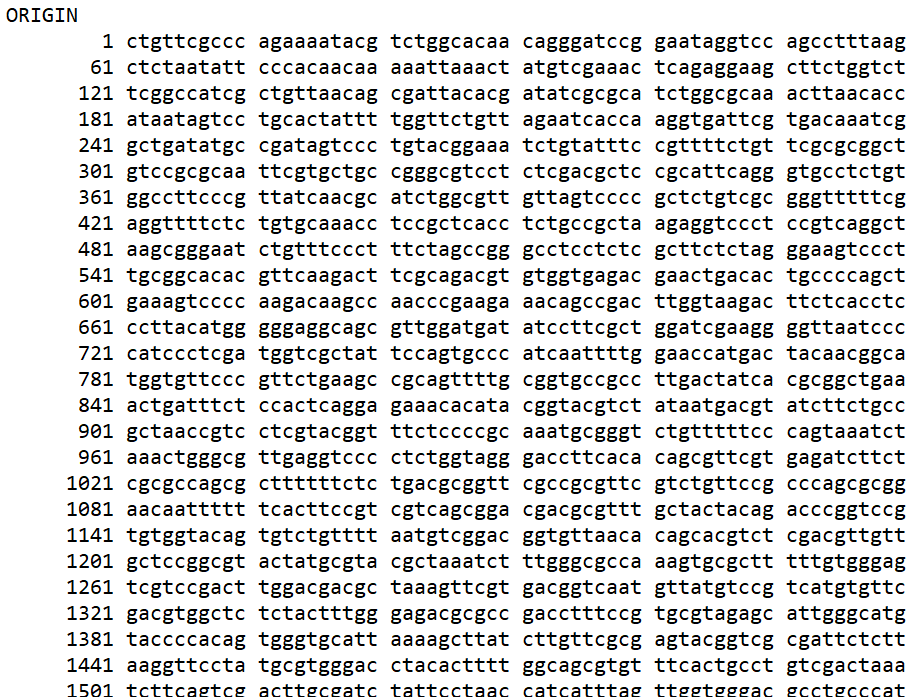 ORIGIN
1 ctgttcgccc agaaaatacg tctggcacaa cagggatccg gaataggtcc agcctttaag
61 ctctaatatt cccacaacaa aaattaaact atgtcgaaac tcagaggaag cttctggtct
121 tcggccatcg ctgttaacag cgattacacg atatcgcgca tctggcgcaa acttaacacc
181 ataatagtcc tgcactattt tggttctgtt agaatcacca aggtgattcg tgacaaatcg
241 gctgatatgc cgatagtccc tgtacggaaa tctgtatttc cgttttctgt tcgcgcggct
301 gtccgcgcaa ttcgtgctgc cgggcgtcct ctcgacgctc cgcattcagg gtgcctctgt
361 ggccttcccg ttatcaacgc atctggcgtt gttagtcccc gctctgtcgc gggtttttcg
421 aggttttctc tgtgcaaacc tccgctcacc tctgccgcta agaggtccct ccgtcaggct
481 aagcgggaat ctgtttccct ttctagccgg gcctcctctc gcttctctag ggaagtccct
541 tgcggcacac gttcaagact tcgcagacgt gtggtgagac gaactgacac tgccccagct
601 gaaagtcccc aagacaagcc aacccgaaga aacagccgac ttggtaagac ttctcacctc
661 ccttacatgg gggaggcagc gttggatgat atccttcgct ggatcgaagg ggttaatccc
721 catccctcga tggtcgctat tccagtgccc atcaattttg gaaccatgac tacaacggca
781 tggtgttccc gttctgaagc cgcagttttg cggtgccgcc ttgactatca cgcggctgaa
841 actgatttct ccactcagga gaaacacata cggtacgtct ataatgacgt atcttctgcc
901 gctaaccgtc ctcgtacggt ttctccccgc aaatgcgggt ctgtttttcc cagtaaatct
961 aaactgggcg ttgaggtccc ctctggtagg gaccttcaca cagcgttcgt gagatcttct
1021 cgcgccagcg cttttttctc tgacgcggtt cgccgcgttc gtctgttccg cccagcgcgg
1081 aacaattttt tcacttccgt cgtcagcgga cgacgcgttt gctactacag acccggtccg
1141 tgtggtacag tgtctgtttt aatgtcggac ggtgttaaca cagcacgtct cgacgttgtt
1201 gctccggcgt actatgcgta cgctaaatct ttgggcgcca aagtgcgctt tttgtgggag
1261 tcgtccgact tggacgacgc taaagttcgt gacggtcaat gttatgtccg tcatgtgttc
1321 gacgtggctc tctactttgg gagacgcgcc gacctttccg tgcgtagagc attgggcatg
1381 taccccacag tgggtgcatt aaaagcttat cttgttcgcg agtacggtcg cgattctctt
1441 aaggttccta tgcgtgggac ctacactttt ggcagcgtgt ttcactgcct gtcgactaaa
1501 tcttcagtcg acttgcgatc tattcctaac catcatttag ttggtgggac gcctgcccat